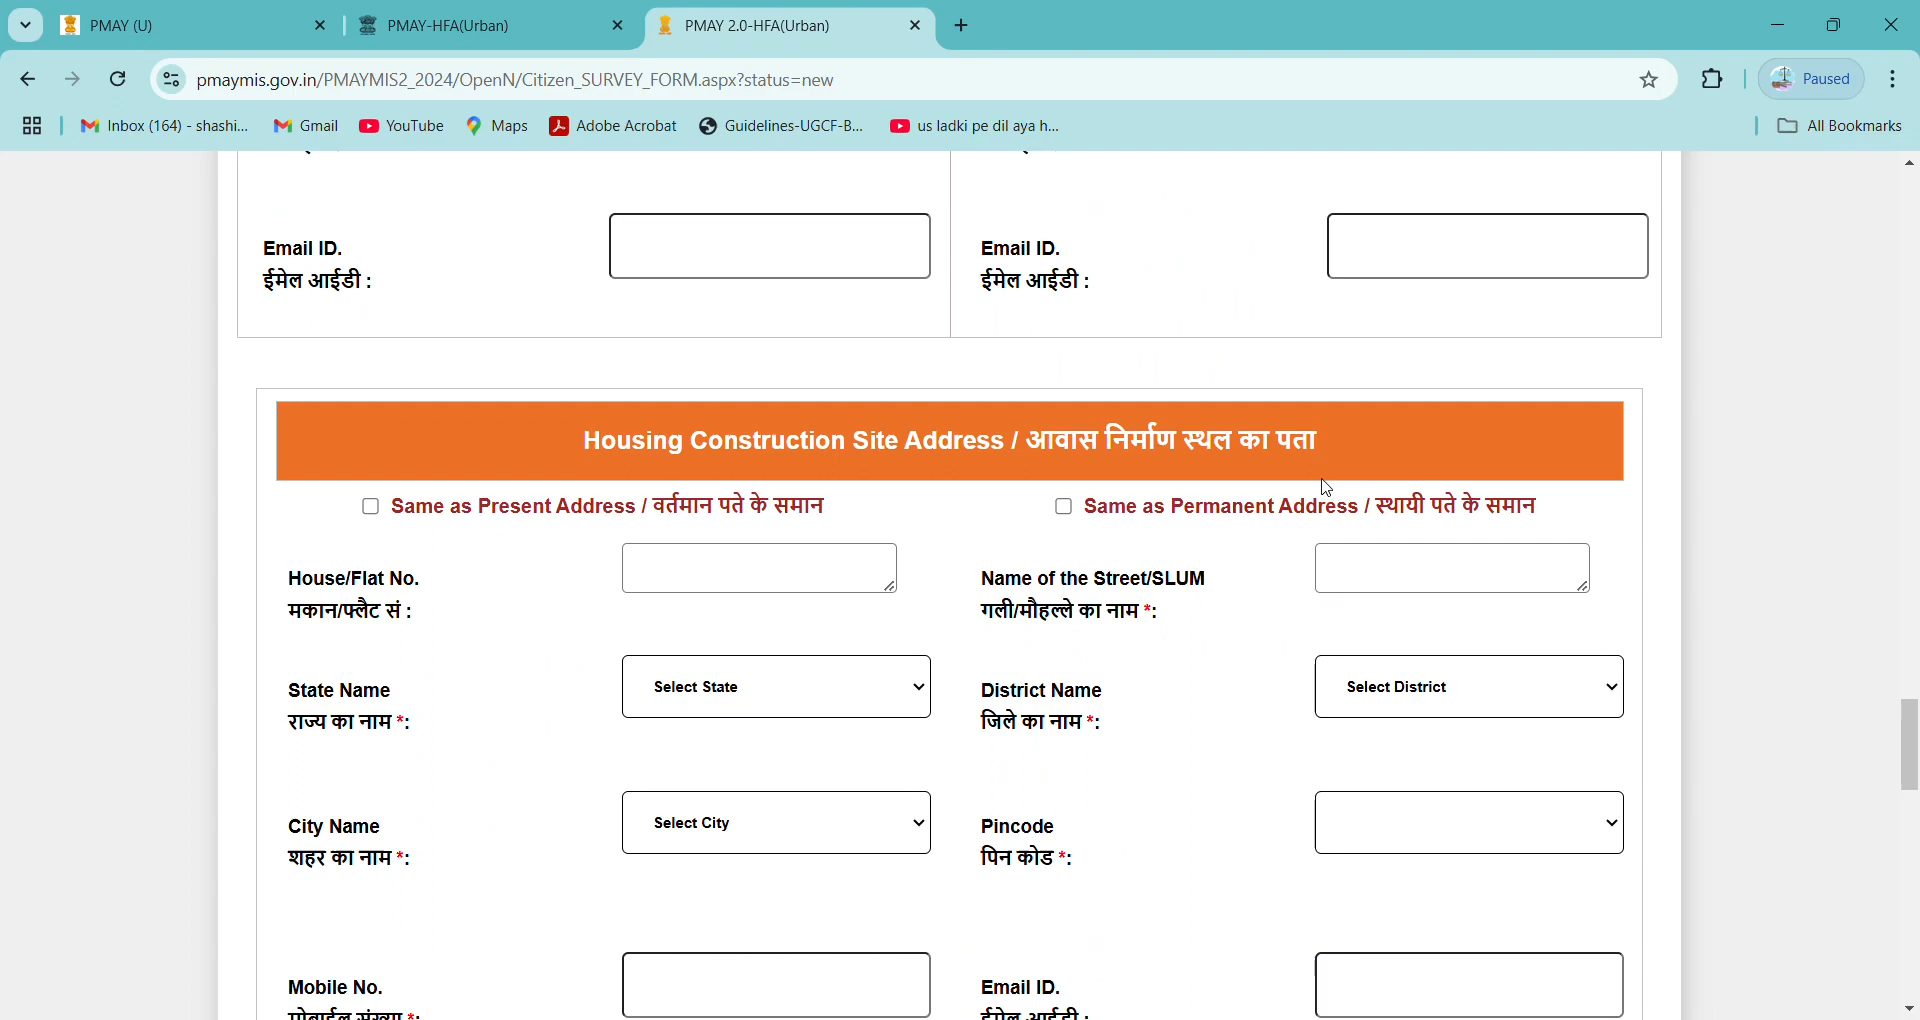 PMAY (U)
PMAY-HFA(Urban)
PMAY 2.0-HFA(Urban)
pmaymis.gov.in/PMAYMIS2_2024/OpenN/Citizen_SURVEY_FORM.aspx?status=new
Paused
Inbox (164) - shashi...
Gmail
YouTube
Maps
Adobe Acrobat
Guidelines-UGCF-B...
us ladki pe dil aya h...
All Bookmarks
Email ID.
ईमेल आईडी :
Email ID.
ईमेल आईडी :
Housing Construction Site Address / आवास निर्माण स्थल का पता
Same as Present Address / वर्तमान पते के समान
Same as Permanent Address / स्थायी पते के समान
House/Flat No.
मकान/फ्लैट सं :
Name of the Street/SLUM
गली/मौहल्ले का नाम *:
State Name
राज्य का नाम *:
Select State
District Name
जिले का नाम *:
Select District
City Name
शहर का नाम *:
Select City
Pincode
पिन कोड *:
Mobile No.
मोबाईल संख्या *:
Email ID.
ईमेल आईडी :